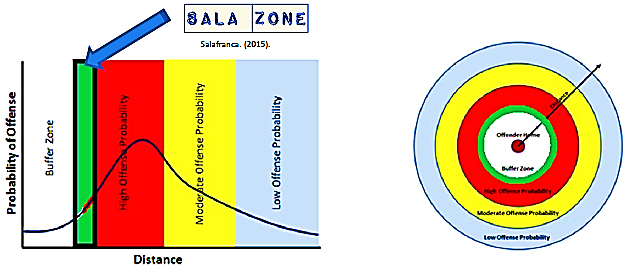 SALA ZONE
Salafranca. (2015).
Probability of Offense
Buffer Zone
High Offense Probability
Moderate Offense Probability
Low Offense Probability
Distance
Distance
Offender Home
Buffer Zone
High Offense Probability
Moderate Offense Probability
Low Offense Probability